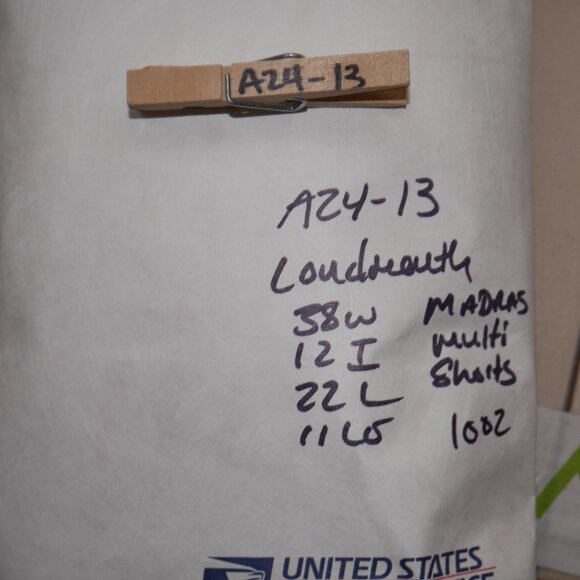 A24-13
A24-13
Loudmouth
38W MADRAS
12 I multi
22 L Shorts
11 LO 10oz
UNITED STATES